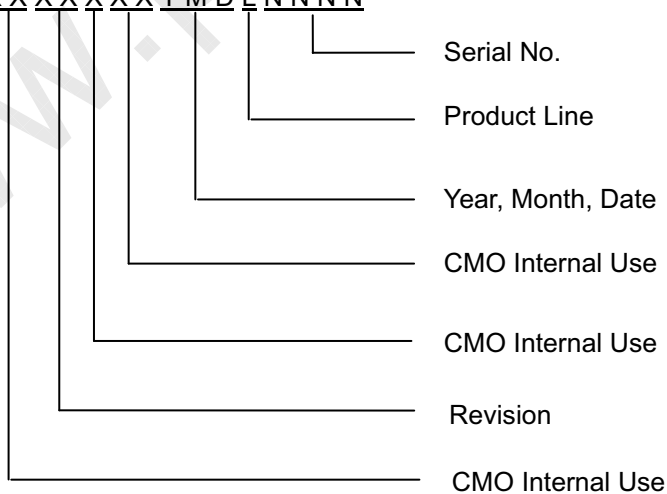 X X X X X X Y M D L N N N N
Serial No.
Product Line
Year, Month, Date
CMO Internal Use
CMO Internal Use
Revision
CMO Internal Use